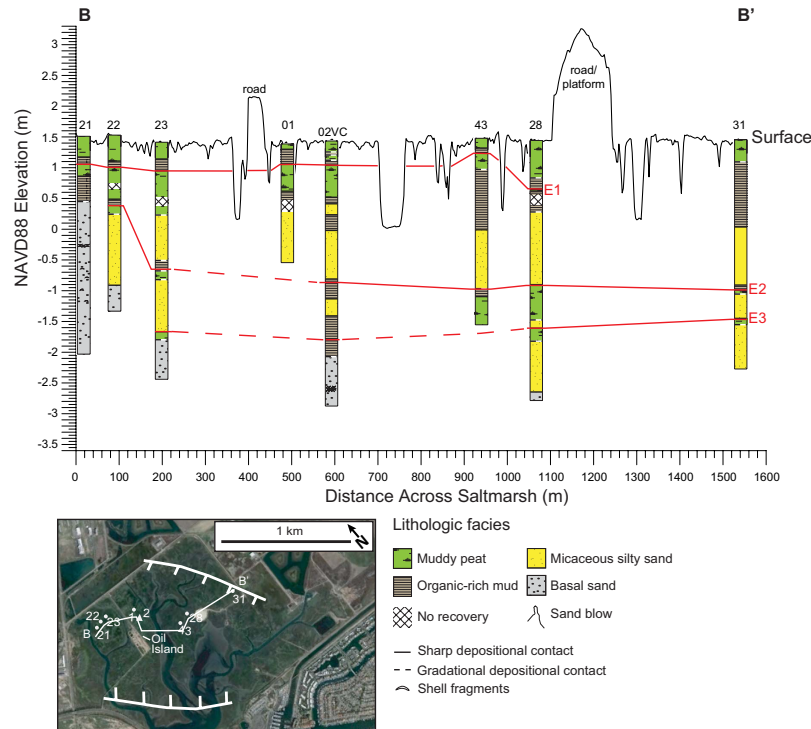 B
B'
road
road/
platform
21
22
23
01
02VC
43
28
31
Surface
NAVD88 Elevation (m)
3
2
1.5
1
0.5
0
-0.5
-1
-1.5
-2
-2.5
-3
-3.5
E1
E2
E3
0
100
200
300
400
500
600
700
800
900
1000
1100
1200
1300
1400
1500
1600
Distance Across Saltmarsh (m)
1 km
N
B'
31
22
23
1
2
28
43
B
21
Oil
Island
Lithologic facies
Muddy peat
Micaceous silty sand
Organic-rich mud
Basal sand
No recovery
Sand blow
Sharp depositional contact
Gradational depositional contact
Shell fragments